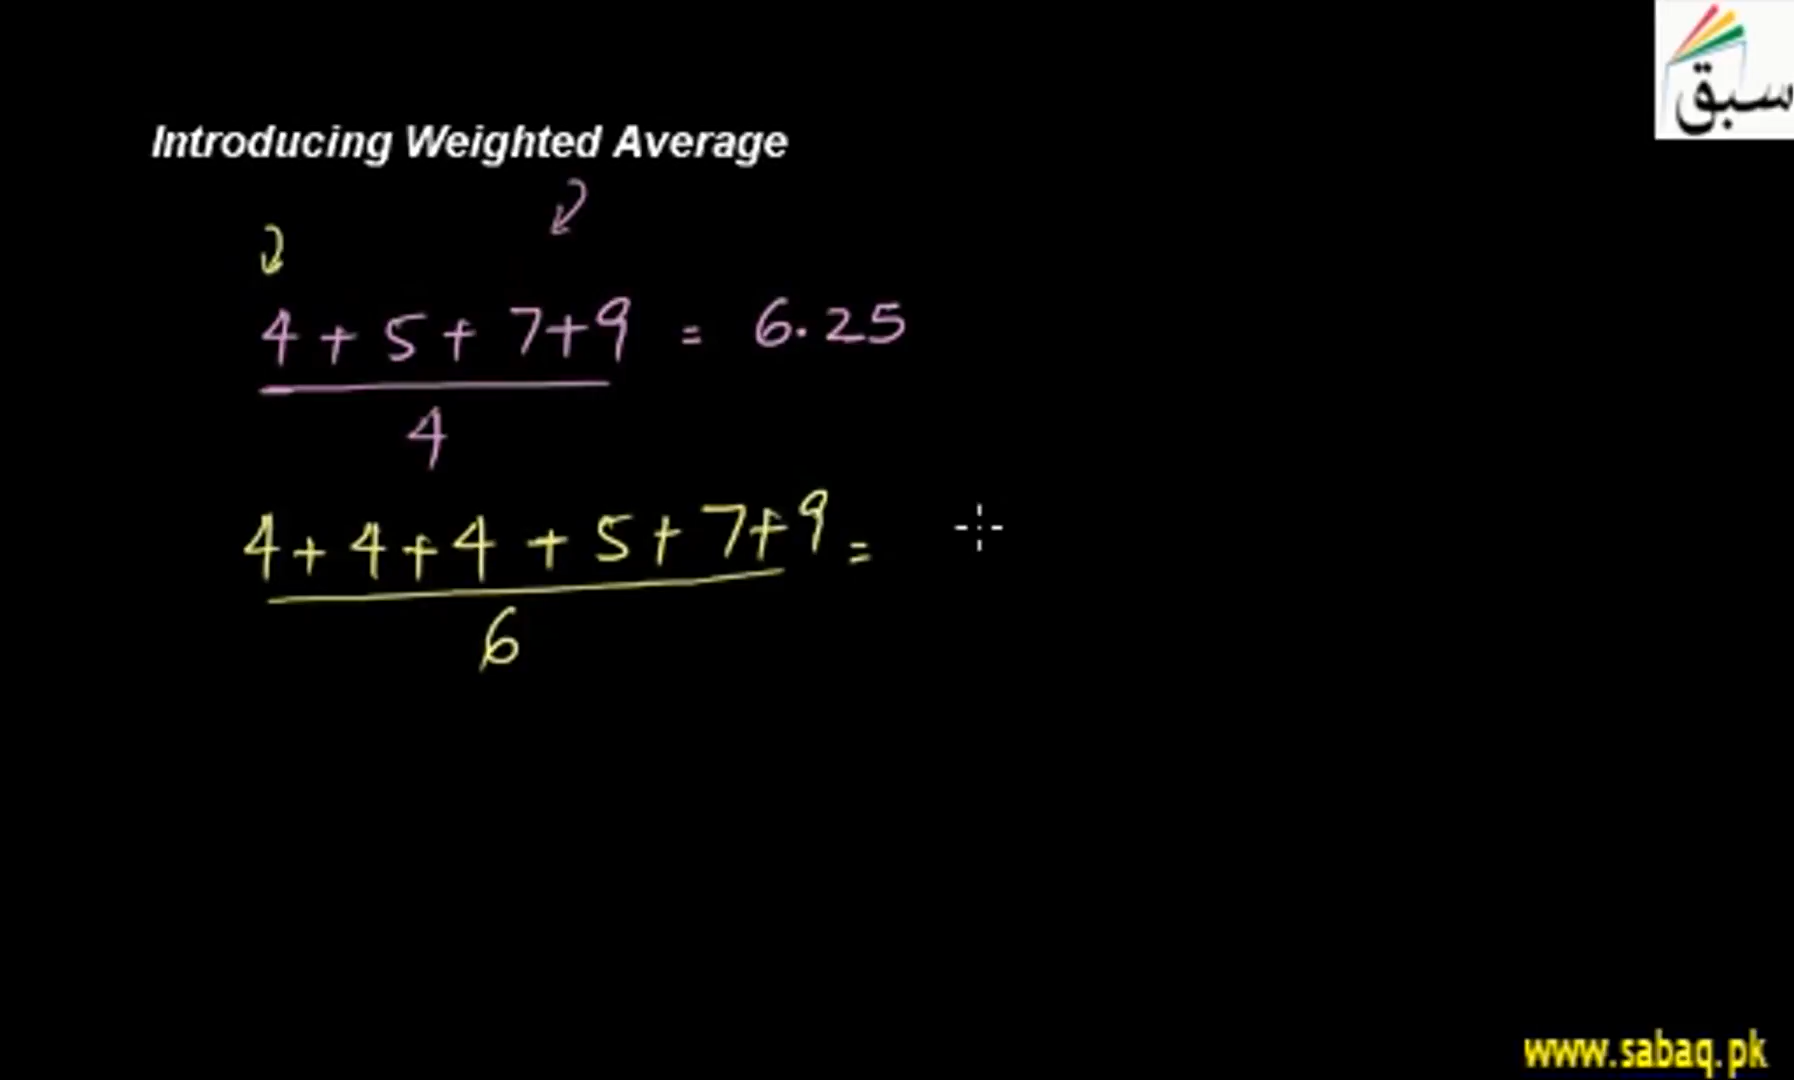 سبق
Introducing Weighted Average
4 + 5 + 7 + 9 = 6.25
4
4 + 4 + 4 + 5 + 7 + 9 =
6
www.sabaq.pk